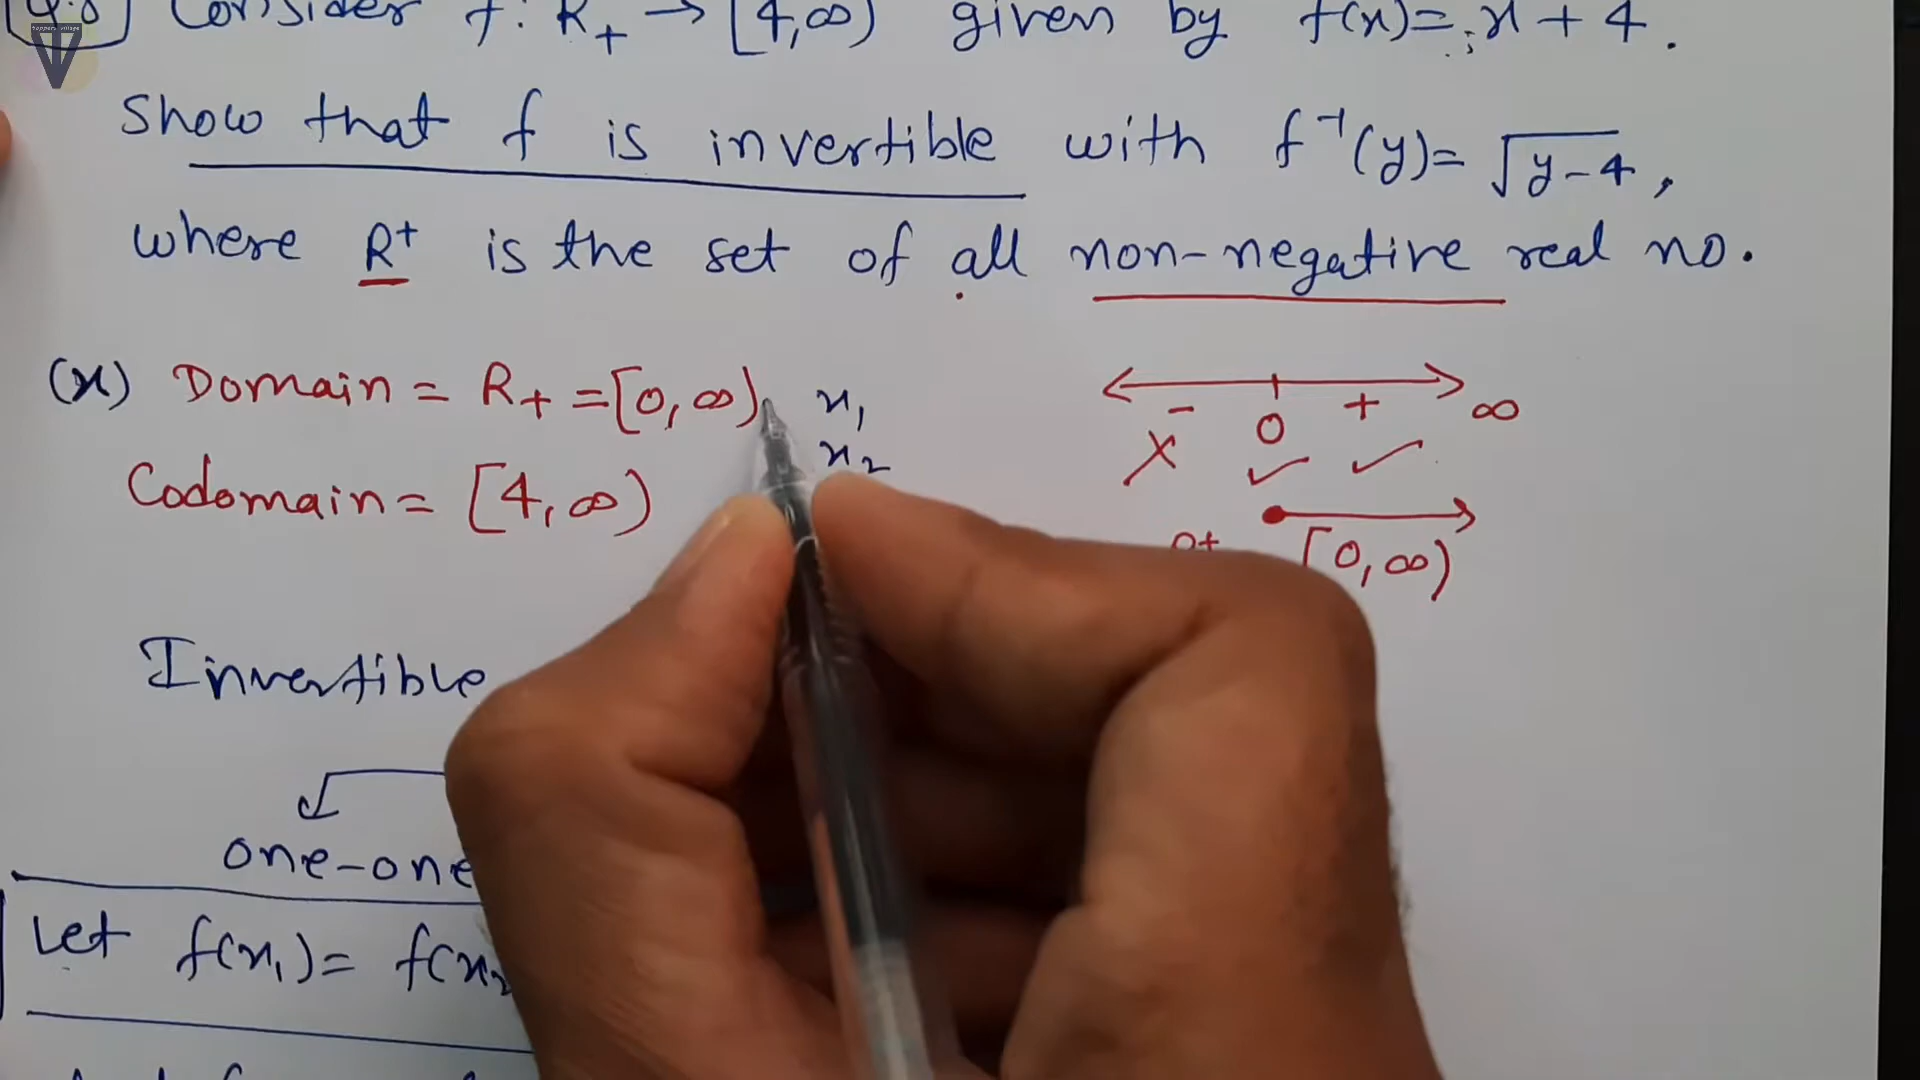 Consider f: R₊ → [4,∞) given by f(x)= x + 4.
Show that f is invertible with f⁻¹(y)= √y-4,
where R⁺ is the set of all non-negative real no.
(x) Domain = R₊ = [0, ∞) x₁
x₂
- 0 + ∞
X ✓ ✓
Codomain = [4, ∞)
[0, ∞)
Invertible
one-one
Let f(x₁)= f(x₂